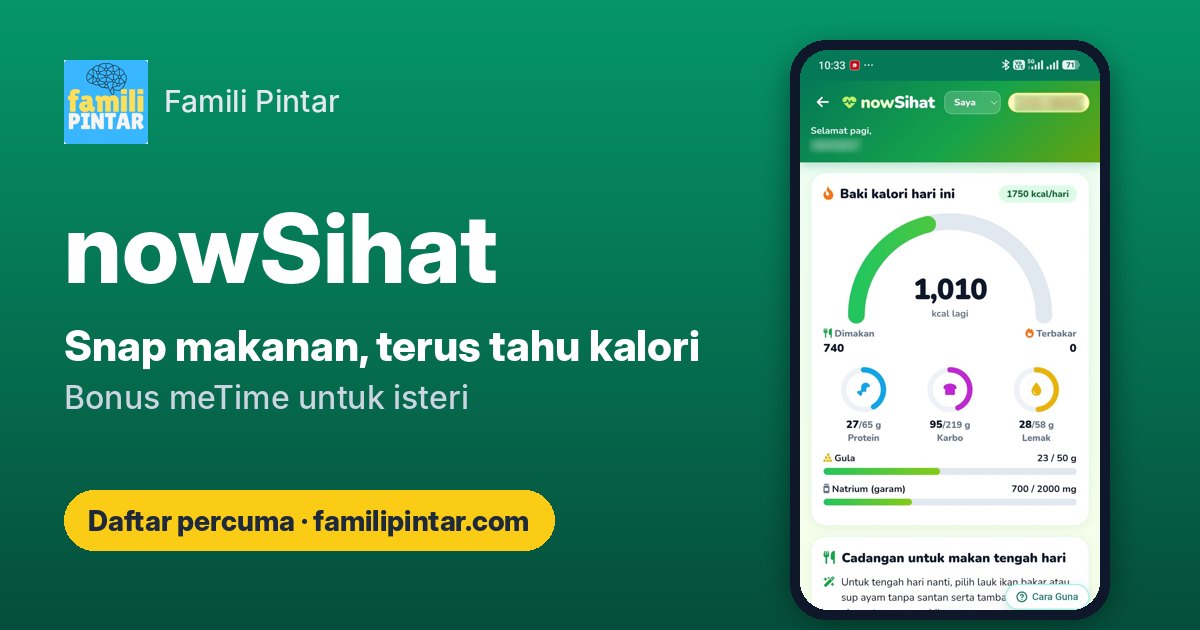 famili
PINTAR
Famili Pintar
nowSihat
Snap makanan, terus tahu kalori
Bonus meTime untuk isteri
Daftar percuma · familipintar.com
10:33
5G
71
nowSihat
Saya
Selamat pagi,
Baki kalori hari ini
1750 kcal/hari
1,010
kcal lagi
Dimakan
Terbakar
740
0
27/65 g
95/219 g
28/58 g
Protein
Karbo
Lemak
Gula
23 / 50 g
Natrium (garam)
700 / 2000 mg
Cadangan untuk makan tengah hari
Untuk tengah hari nanti, pilih lauk ikan bakar atau
sup ayam tanpa santan serta
Cara Guna